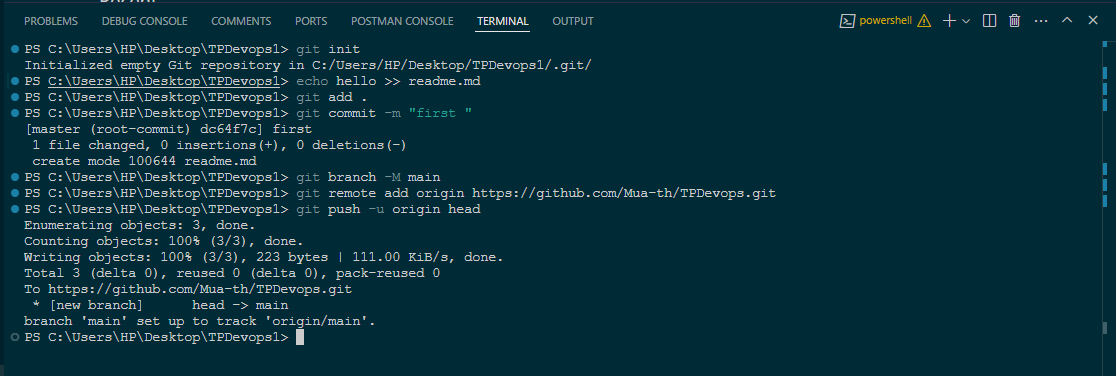 PROBLEMS DEBUG CONSOLE COMMENTS PORTS POSTMAN CONSOLE TERMINAL OUTPUT powershell
PS C:\Users\HP\Desktop\TPDevops1> git init
Initialized empty Git repository in C:/Users/HP/Desktop/TPDevops1/.git/
PS C:\Users\HP\Desktop\TPDevops1> echo hello >> readme.md
PS C:\Users\HP\Desktop\TPDevops1> git add .
PS C:\Users\HP\Desktop\TPDevops1> git commit -m "first "
[master (root-commit) dc64f7c] first
1 file changed, 0 insertions(+), 0 deletions(-)
create mode 100644 readme.md
PS C:\Users\HP\Desktop\TPDevops1> git branch -M main
PS C:\Users\HP\Desktop\TPDevops1> git remote add origin https://github.com/Mua-th/TPDevops.git
PS C:\Users\HP\Desktop\TPDevops1> git push -u origin head
Enumerating objects: 3, done.
Counting objects: 100% (3/3), done.
Writing objects: 100% (3/3), 223 bytes | 111.00 KiB/s, done.
Total 3 (delta 0), reused 0 (delta 0), pack-reused 0
To https://github.com/Mua-th/TPDevops.git
* [new branch] head -> main
branch 'main' set up to track 'origin/main'.
PS C:\Users\HP\Desktop\TPDevops1>